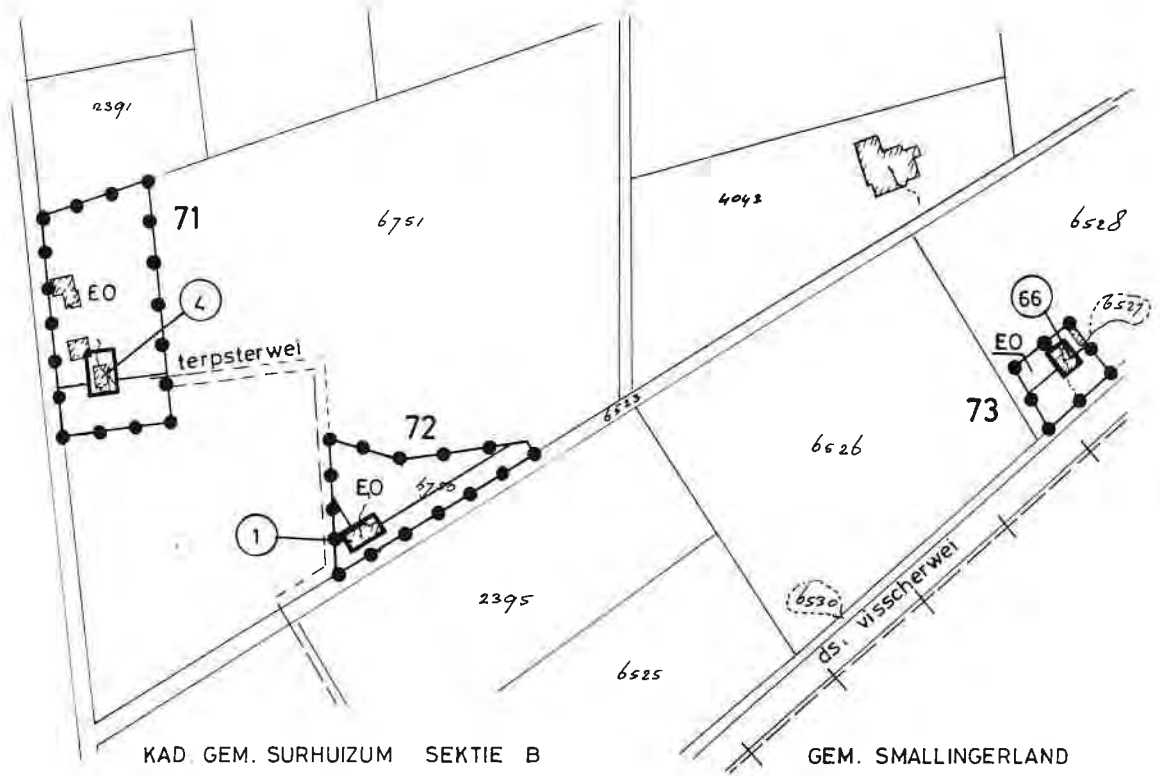 2391
71
6751
4043
6528
EO
4
66
6527
terpsterwei
EO
72
6523
73
6526
EO
1
2395
6530
ds. visscherwei
6525
KAD. GEM. SURHUIZUM SEKTIE B
GEM. SMALLINGERLAND